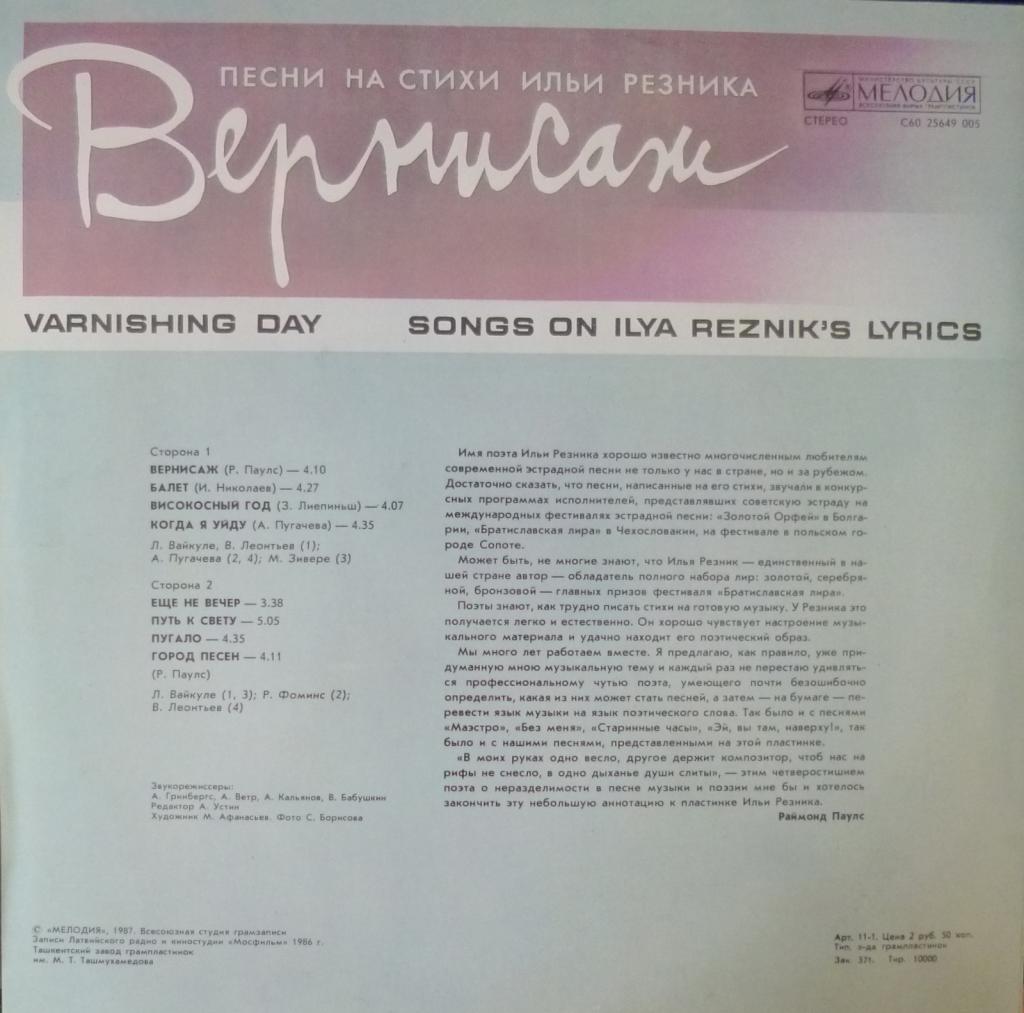 ПЕСНИ НА СТИХИ ИЛЬИ РЕЗНИКА
Вернисаж
МИНИСТЕРСТВО КУЛЬТУРЫ СССР
МЕЛОДИЯ
ВСЕСОЮЗНАЯ ФИРМА ГРАМПЛАСТИНОК
СТЕРЕО С60 25649 005
VARNISHING DAY SONGS ON ILYA REZNIK'S LYRICS
Сторона 1
ВЕРНИСАЖ (Р. Паулс) — 4.10
БАЛЕТ (И. Николаев) — 4.27
ВИСОКОСНЫЙ ГОД (З. Лиепиньш) — 4.07
КОГДА Я УЙДУ (А. Пугачева) — 4.35
Л. Вайкуле, В. Леонтьев (1);
А. Пугачева (2, 4); М. Зивере (3)
Сторона 2
ЕЩЕ НЕ ВЕЧЕР — 3.38
ПУТЬ К СВЕТУ — 5.05
ПУГАЛО — 4.35
ГОРОД ПЕСЕН — 4.11
(Р. Паулс)
Л. Вайкуле (1, 3); Р. Фоминс (2);
В. Леонтьев (4)
Звукорежиссеры:
А. Гринбергс, А. Ветр, А. Кальянов, В. Бабушкин
Редактор А. Устин
Художник М. Афанасьев. Фото С. Борисова
Имя поэта Ильи Резника хорошо известно многочисленным любителям
современной эстрадной песни не только у нас в стране, но и за рубежом.
Достаточно сказать, что песни, написанные на его стихи, звучали в конкур-
сных программах исполнителей, представлявших советскую эстраду на
международных фестивалях эстрадной песни: «Золотой Орфей» в Болга-
рии, «Братиславская лира» в Чехословакии, на фестивале в польском го-
роде Сопоте.
Может быть, не многие знают, что Илья Резник — единственный в на-
шей стране автор — обладатель полного набора лир: золотой, серебря-
ной, бронзовой — главных призов фестиваля «Братиславская лира».
Поэты знают, как трудно писать стихи на готовую музыку. У Резника это
получается легко и естественно. Он хорошо чувствует настроение музы-
кального материала и удачно находит его поэтический образ.
Мы много лет работаем вместе. Я предлагаю, как правило, уже при-
думанную мною музыкальную тему и каждый раз не перестаю удивлять-
ся профессиональному чутью поэта, умеющего почти безошибочно
определить, какая из них может стать песней, а затем — на бумаге — пе-
ревести язык музыки на язык поэтического слова. Так было и с песнями
«Маэстро», «Без меня», «Старинные часы», «Эй, вы там, наверху!», так
было и с нашими песнями, представленными на этой пластинке.
«В моих руках одно весло, другое держит композитор, чтоб нас на
рифы не снесло, в одно дыханье души слиты», — этим четверостишием
поэта о неразделимости в песне музыки и поэзии мне бы и хотелось
закончить эту небольшую аннотацию к пластинке Ильи Резника.
Раймонд Паулс
© «МЕЛОДИЯ», 1987. Всесоюзная студия грамзаписи
Записи Латвийского радио и киностудии «Мосфильм» 1986 г.
Ташкентский завод грампластинок
им. М. Т. Ташмухамедова
Арт. 11-1. Цена 2 руб. 50 коп.
Тип. з-да грампластинок
Зак. 371. Тир. 10000